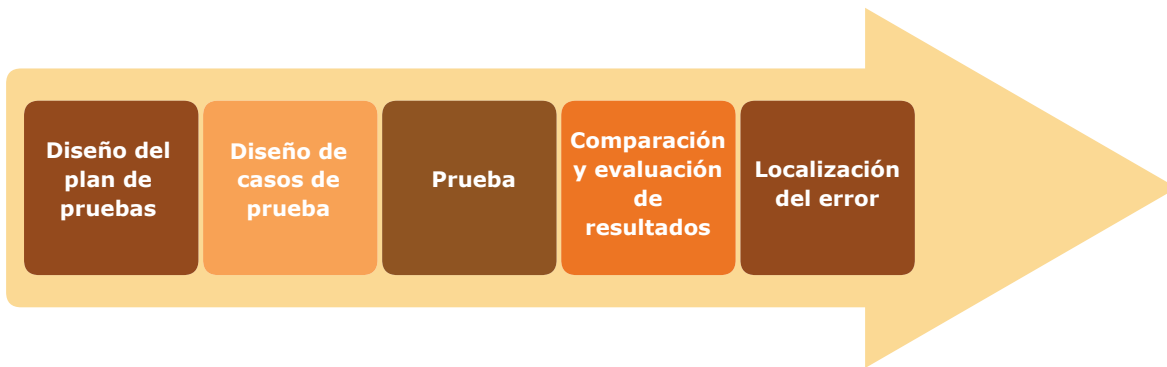 Diseño del
plan de
pruebas
Diseño de
casos de
prueba
Prueba
Comparación
y evaluación
de
resultados
Localización
del error